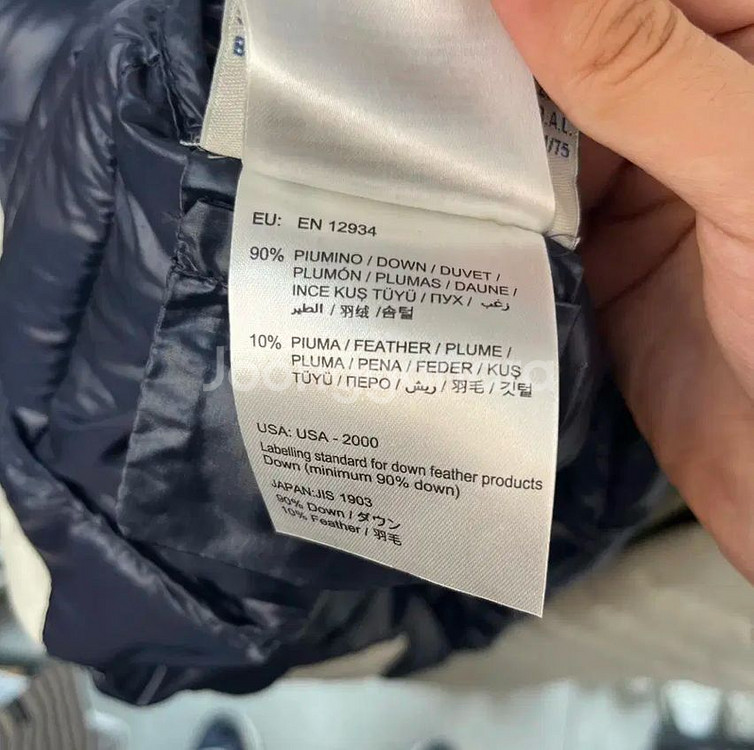 B
.A.L.
/75
EU: EN 12934
90% PIUMINO / DOWN / DUVET /
PLUMÓN / PLUMAS / DAUNE /
INCE KUŞ TÜYÜ / ПУХ / زغب
الطير / 羽绒 /솜털
10% PIUMA / FEATHER / PLUME /
PLUMA / PENA / FEDER / KUŞ
TÜYÜ / ПЕРО / ريش / 羽毛 / 깃털
USA: USA - 2000
Labelling standard for down feather products
Down (minimum 90% down)
JAPAN:JIS 1903
90% Down / ダウン
10% Feather / 羽毛